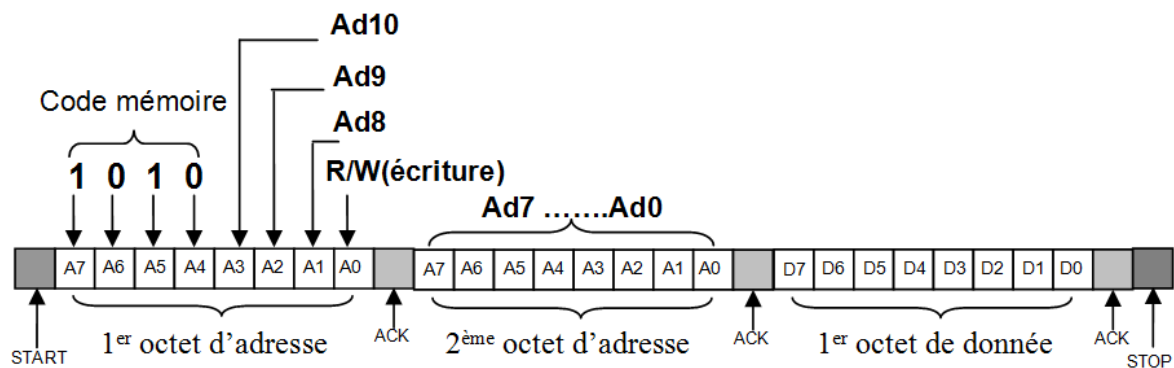 Ad10
Ad9
Code mémoire
Ad8
1 0 1 0
R/W(écriture)
Ad7 …….Ad0
A7 A6 A5 A4 A3 A2 A1 A0 A7 A6 A5 A4 A3 A2 A1 A0 D7 D6 D5 D4 D3 D2 D1 D0
START 1er octet d’adresse ACK 2ème octet d’adresse ACK 1er octet de donnée ACK STOP